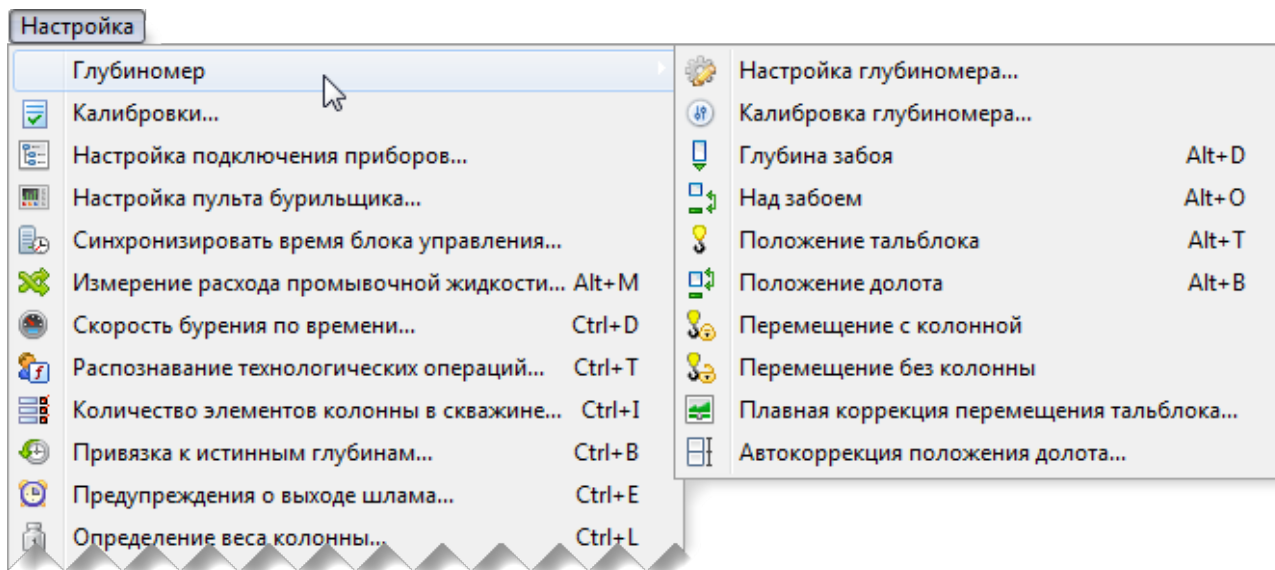 Настройка
Глубиномер
Калибровки...
Настройка подключения приборов...
Настройка пульта бурильщика...
Синхронизировать время блока управления...
Измерение расхода промывочной жидкости... Alt+M
Скорость бурения по времени... Ctrl+D
Распознавание технологических операций... Ctrl+T
Количество элементов колонны в скважине... Ctrl+I
Привязка к истинным глубинам... Ctrl+B
Предупреждения о выходе шлама... Ctrl+E
Определение веса колонны... Ctrl+L
Настройка глубиномера...
Калибровка глубиномера...
Глубина забоя Alt+D
Над забоем Alt+O
Положение тальблока Alt+T
Положение долота Alt+B
Перемещение с колонной
Перемещение без колонны
Плавная коррекция перемещения тальблока...
Автокоррекция положения долота...